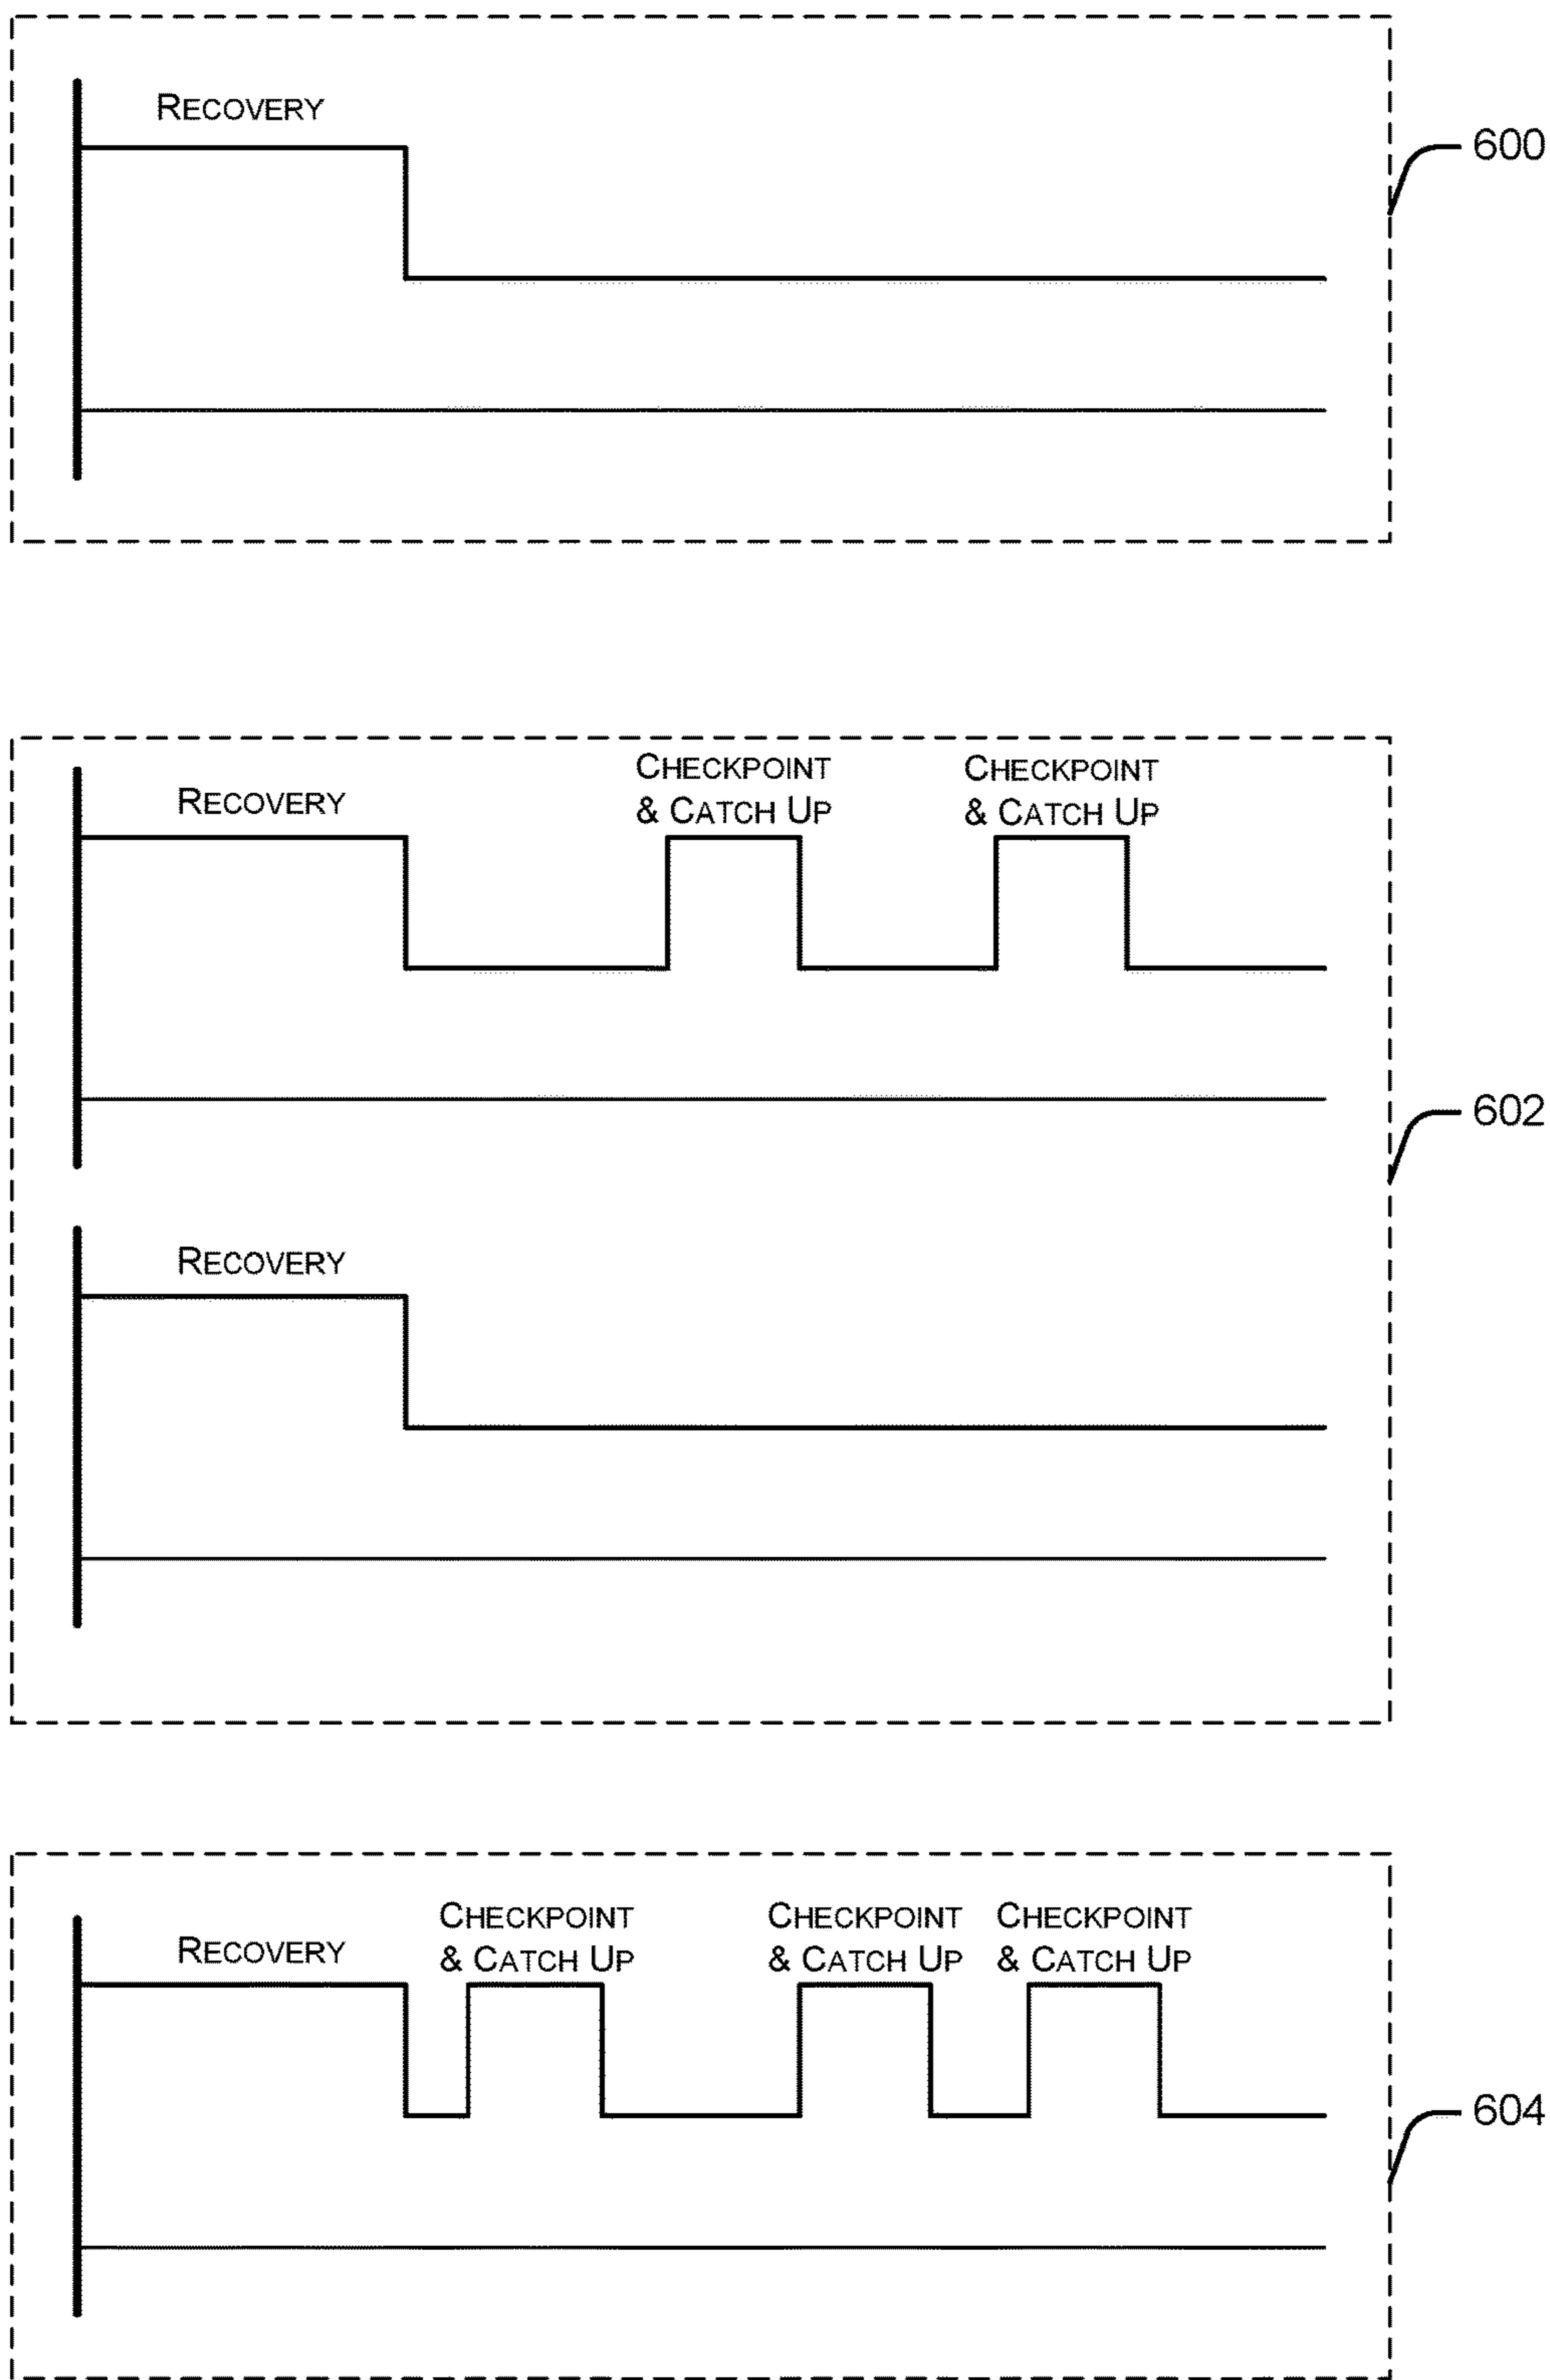 RECOVERY
600
CHECKPOINT
& CATCH UP
CHECKPOINT
& CATCH UP
RECOVERY
602
RECOVERY
CHECKPOINT
& CATCH UP
CHECKPOINT
& CATCH UP
CHECKPOINT
& CATCH UP
RECOVERY
604